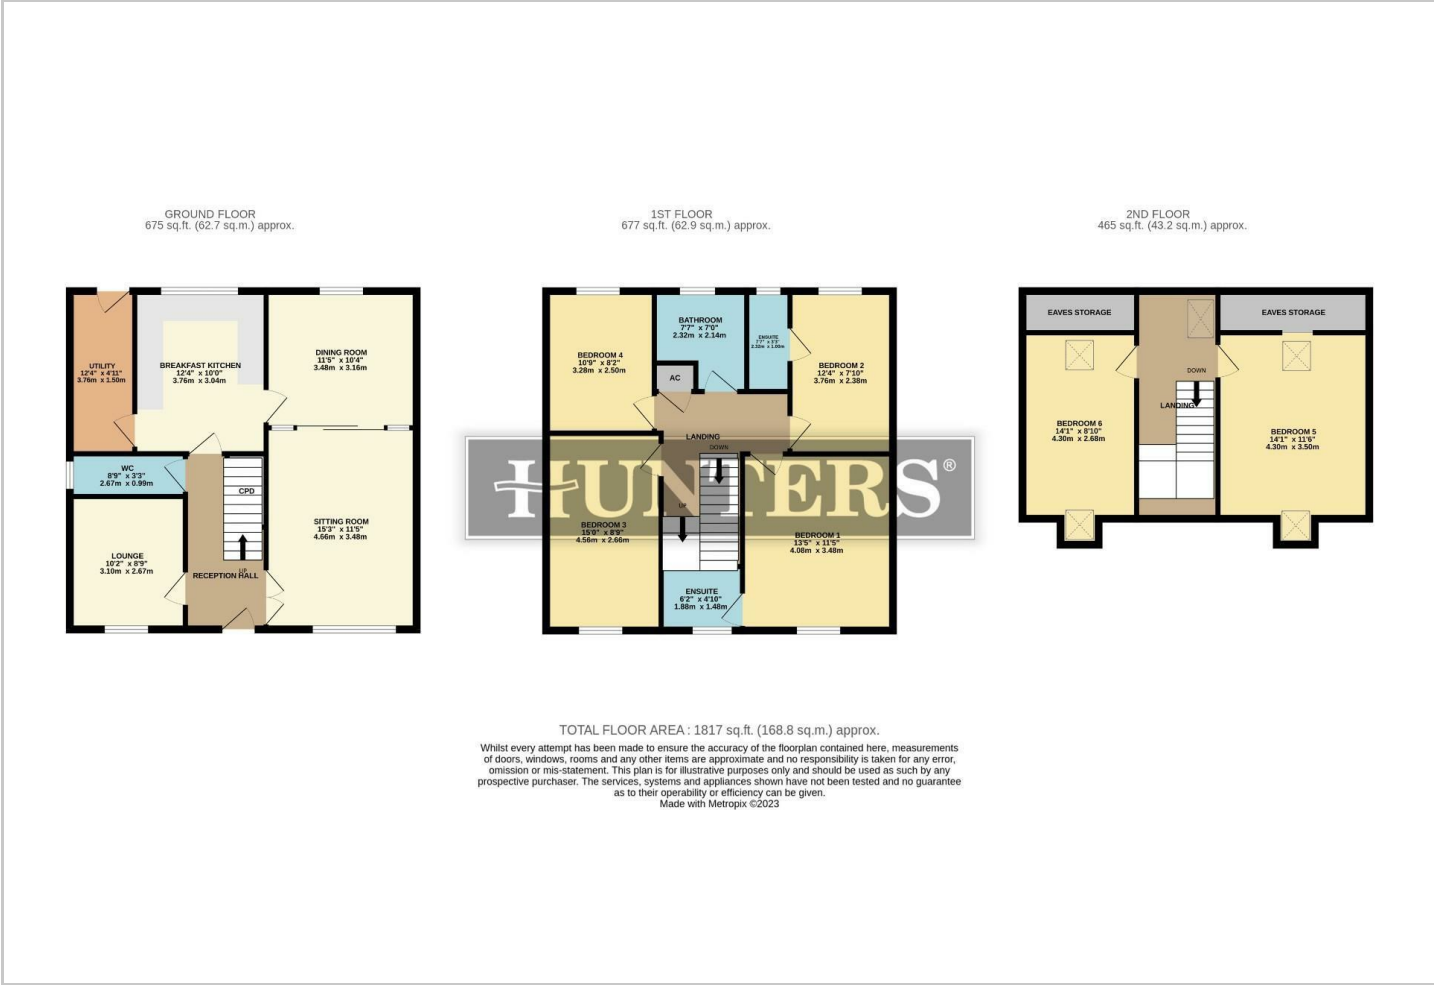 GROUND FLOOR
675 sq.ft. (62.7 sq.m.) approx.
UTILITY
12'4" x 4'11"
3.76m x 1.50m
BREAKFAST KITCHEN
12'4" x 10'0"
3.76m x 3.04m
DINING ROOM
11'5" x 10'4"
3.48m x 3.16m
WC
8'9" x 3'3"
2.67m x 0.99m
CPD
SITTING ROOM
15'3" x 11'5"
4.66m x 3.48m
LOUNGE
10'2" x 8'9"
3.10m x 2.67m
UP
RECEPTION HALL
1ST FLOOR
677 sq.ft. (62.9 sq.m.) approx.
BEDROOM 4
10'9" x 8'2"
3.28m x 2.50m
BATHROOM
7'7" x 7'0"
2.32m x 2.14m
ENSUITE
7'7" x 3'3"
2.32m x 1.00m
BEDROOM 2
12'4" x 7'10"
3.76m x 2.38m
AC
LANDING
DOWN
HUNTERS®
UP
BEDROOM 3
15'0" x 8'9"
4.56m x 2.66m
BEDROOM 1
13'5" x 11'5"
4.08m x 3.48m
ENSUITE
6'2" x 4'10"
1.88m x 1.48m
2ND FLOOR
465 sq.ft. (43.2 sq.m.) approx.
EAVES STORAGE
EAVES STORAGE
DOWN
LANDING
BEDROOM 6
14'1" x 8'10"
4.30m x 2.68m
BEDROOM 5
14'1" x 11'6"
4.30m x 3.50m
TOTAL FLOOR AREA : 1817 sq.ft. (168.8 sq.m.) approx.
Whilst every attempt has been made to ensure the accuracy of the floorplan contained here, measurements
of doors, windows, rooms and any other items are approximate and no responsibility is taken for any error,
omission or mis-statement. This plan is for illustrative purposes only and should be used as such by any
prospective purchaser. The services, systems and appliances shown have not been tested and no guarantee
as to their operability or efficiency can be given.
Made with Metropix ©2023